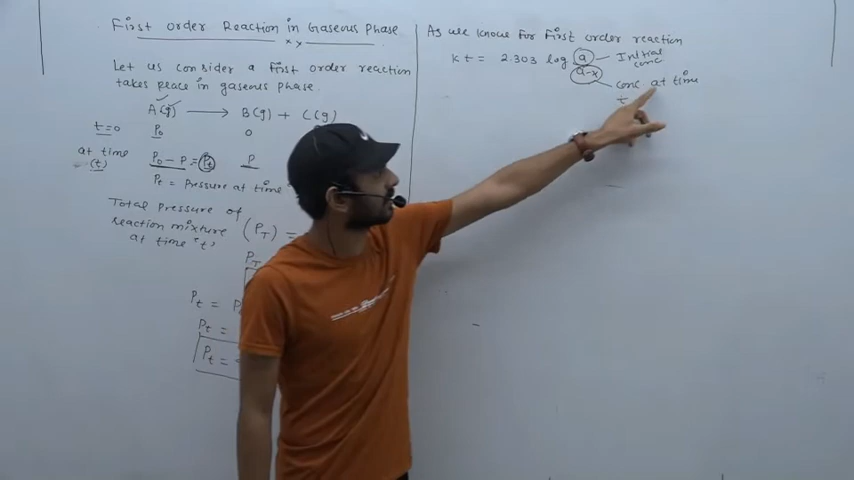 First order Reaction in Gaseous Phase
Let us consider a first order reaction
takes place in gaseous phase.
A(g) → B(g) + C(g)
t=0 P₀ 0
at time (t) P₀ - P = Pt P
Pt = Pressure at time
Total Pressure of
reaction mixture (PT) =
at time 't'
PT
Pt = P
Pt =
Pt =
As we know for First order reaction
kt = 2.303 log a/a-x
Initial conc
conc at time
t